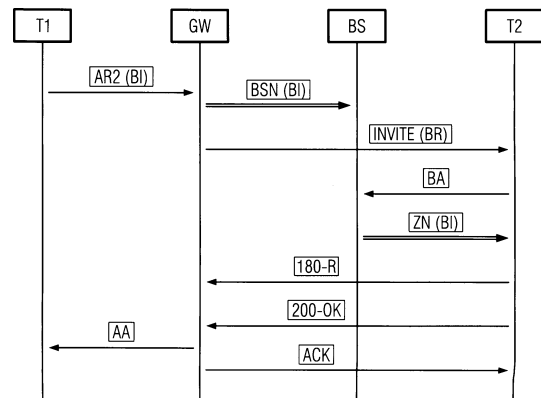 T1 GW BS T2
AR2 (BI)
BSN (BI)
INVITE (BR)
BA
ZN (BI)
180-R
200-OK
AA
ACK